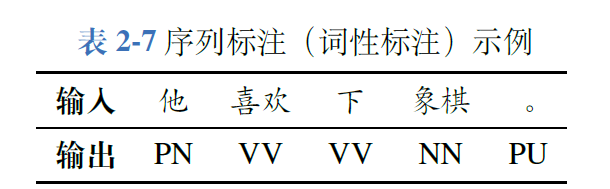 表 2-7 序列标注（词性标注）示例
输入 他 喜欢 下 象棋 。
输出 PN VV VV NN PU